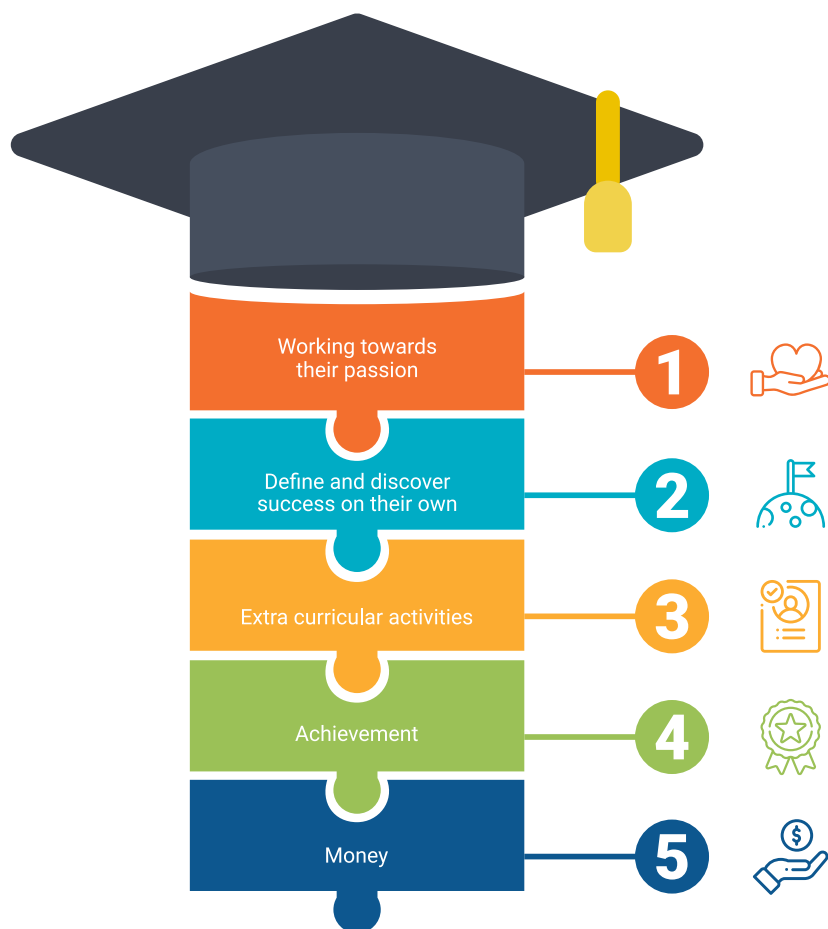 Working towards
their passion
1
Define and discover
success on their own
2
Extra curricular activities
3
Achievement
4
Money
5
$